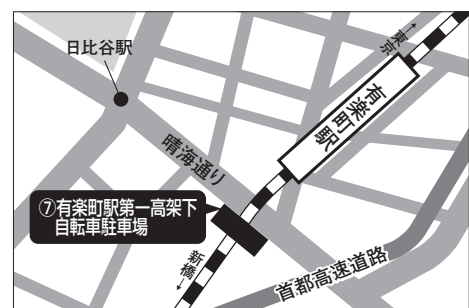 ↑東京
日比谷駅
有楽町駅
晴海通り
⑦有楽町駅第一高架下
自転車駐車場
新橋↓
首都高速道路